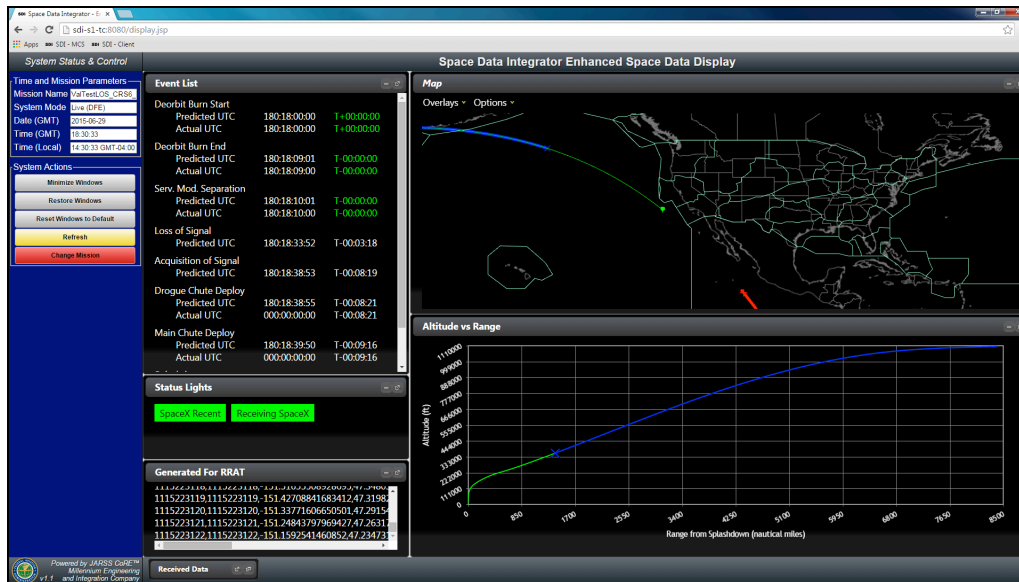 Space Data Integrator - E
sdi-s1-tc:8080/display.jsp
Apps SDI - MCS SDI - Client
System Status & Control
Space Data Integrator Enhanced Space Data Display
Time and Mission Parameters
Mission Name ValTestLOS_CRS6_
System Mode Live (DFE)
Date (GMT) 2015-06-29
Time (GMT) 18:30:33
Time (Local) 14:30:33 GMT-04:00
System Actions
Minimize Windows
Restore Windows
Reset Windows to Default
Refresh
Change Mission
Event List
Deorbit Burn Start
Predicted UTC 180:18:00:00 T+00:00:00
Actual UTC 180:18:00:00 T+00:00:00
Deorbit Burn End
Predicted UTC 180:18:09:01 T-00:00:00
Actual UTC 180:18:09:00 T-00:00:00
Serv. Mod. Separation
Predicted UTC 180:18:10:01 T-00:00:00
Actual UTC 180:18:10:00 T-00:00:00
Loss of Signal
Predicted UTC 180:18:33:52 T-00:03:18
Acquisition of Signal
Predicted UTC 180:18:38:53 T-00:08:19
Drogue Chute Deploy
Predicted UTC 180:18:38:55 T-00:08:21
Actual UTC 000:00:00:00 T-00:08:21
Main Chute Deploy
Predicted UTC 180:18:39:50 T-00:09:16
Actual UTC 000:00:00:00 T-00:09:16
Status Lights
SpaceX Recent Receiving SpaceX
Generated For RRAT
1115223119,1115223119,-151.42708841683412,47.31982
1115223120,1115223120,-151.33771606650501,47.29154
1115223121,1115223121,-151.24843797969427,47.26317
1115223122,1115223122,-151.1592541460852,47.23473
Powered by JARSS CoRE™
Millennium Engineering
v1.1 and Integration Company
Received Data
Map
Overlays Options
Altitude vs Range
Altitude (ft)
1110000
999000
888000
777000
666000
555000
444000
333000
222000
111000
0
0 850 1700 2550 3400 4250 5100 5950 6800 7650 8500
Range from Splashdown (nautical miles)